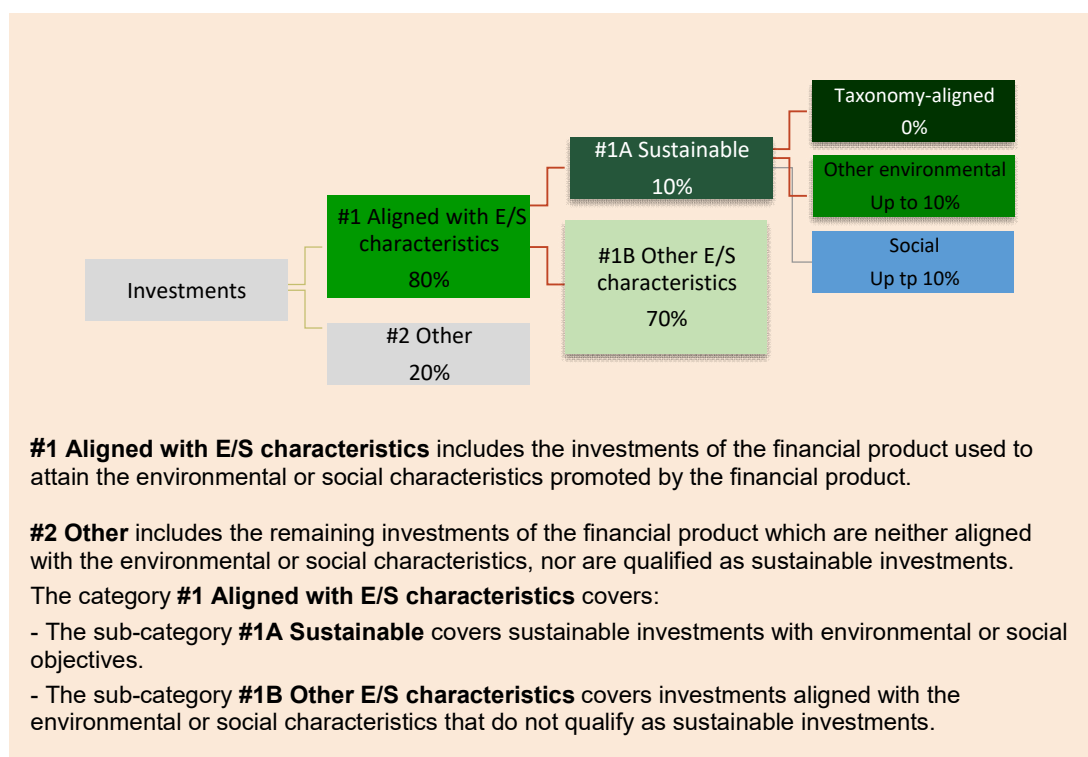 Taxonomy-aligned
0%
#1A Sustainable
10%
Other environmental
Up to 10%
#1 Aligned with E/S
characteristics
80%
#1B Other E/S
characteristics
70%
Social
Up tp 10%
Investments
#2 Other
20%
#1 Aligned with E/S characteristics includes the investments of the financial product used to
attain the environmental or social characteristics promoted by the financial product.
#2 Other includes the remaining investments of the financial product which are neither aligned
with the environmental or social characteristics, nor are qualified as sustainable investments.
The category #1 Aligned with E/S characteristics covers:
- The sub-category #1A Sustainable covers sustainable investments with environmental or social
objectives.
- The sub-category #1B Other E/S characteristics covers investments aligned with the
environmental or social characteristics that do not qualify as sustainable investments.